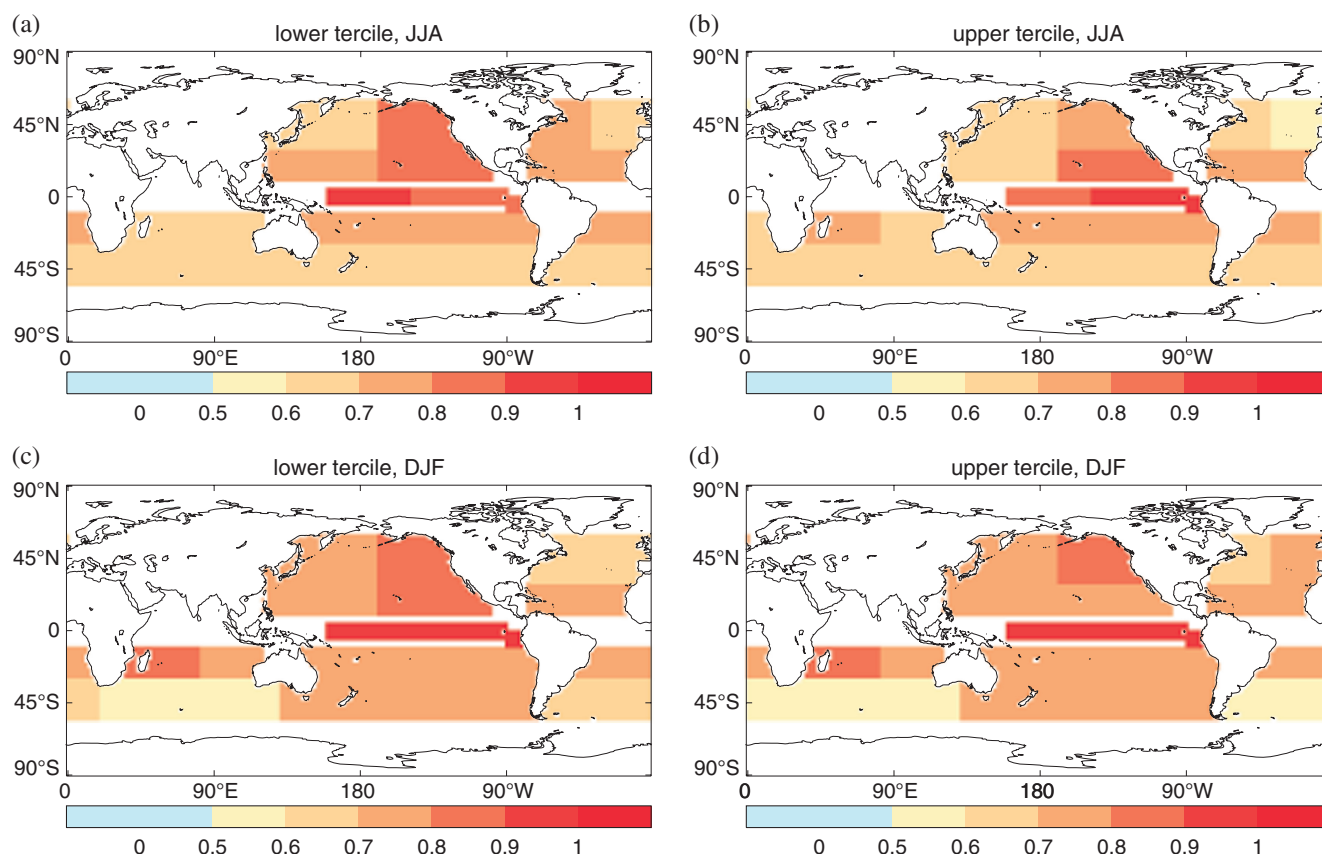 (a)
lower tercile, JJA
90°N
45°N
0
45°S
90°S
0 90°E 180 90°W
0 0.5 0.6 0.7 0.8 0.9 1
(b)
upper tercile, JJA
90°N
45°N
0
45°S
90°S
0 90°E 180 90°W
0 0.5 0.6 0.7 0.8 0.9 1
(c)
lower tercile, DJF
90°N
45°N
0
45°S
90°S
0 90°E 180 90°W
0 0.5 0.6 0.7 0.8 0.9 1
(d)
upper tercile, DJF
90°N
45°N
0
45°S
90°S
0 90°E 180 90°W
0 0.5 0.6 0.7 0.8 0.9 1